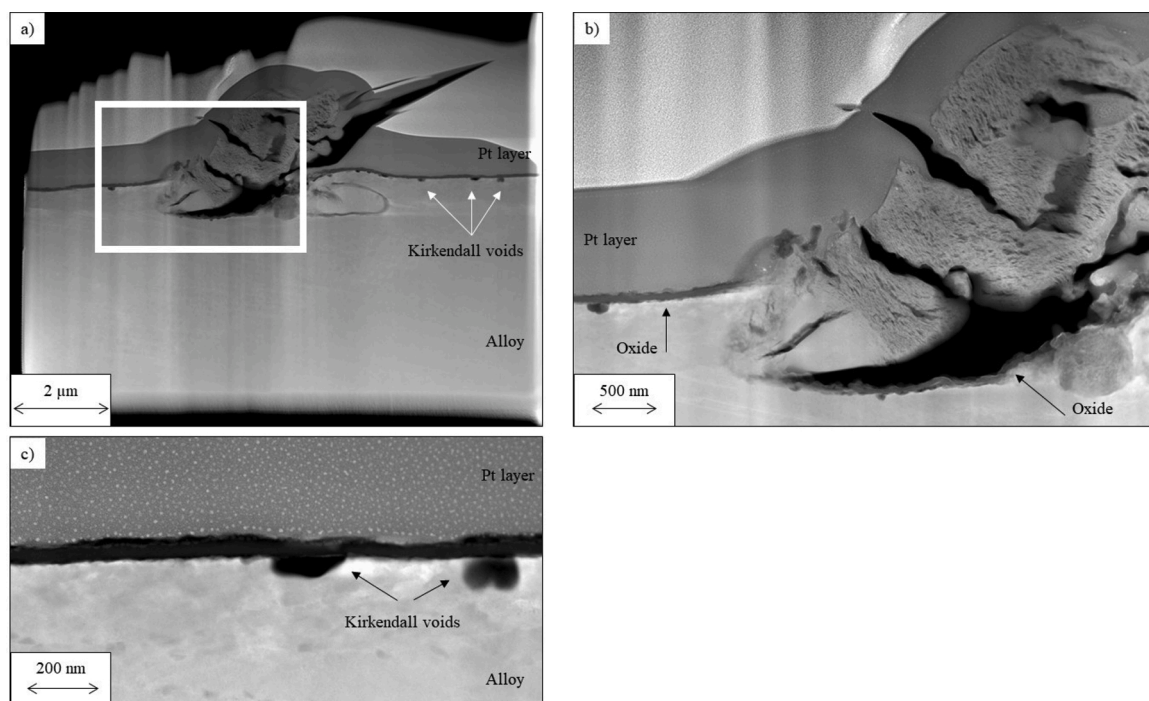 a)
Pt layer
Kirkendall voids
Alloy
2 µm
b)
Pt layer
Oxide
Oxide
500 nm
c)
Pt layer
Kirkendall voids
200 nm
Alloy